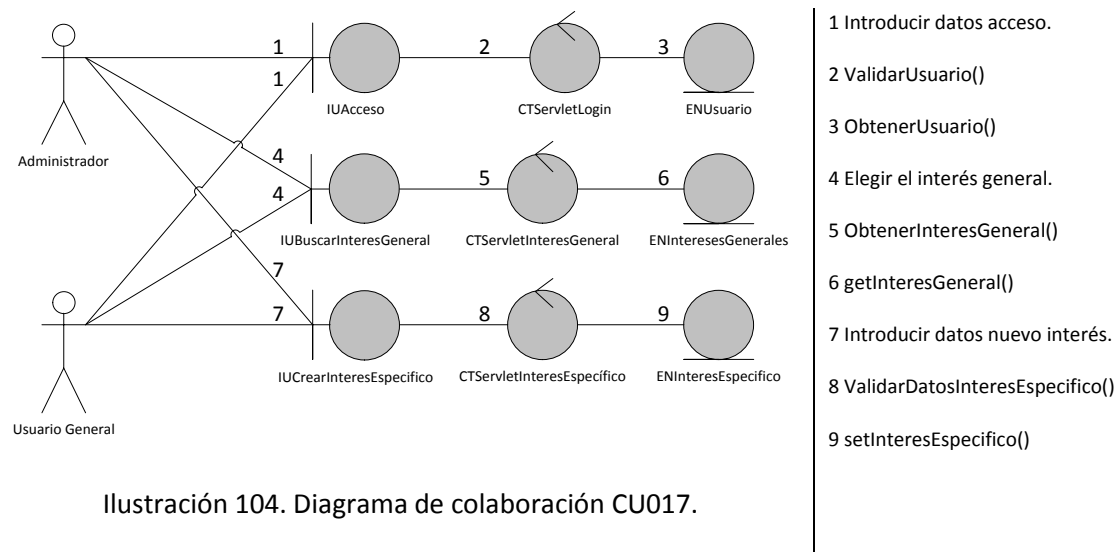 1
2
3
1
IUAcceso
CTServletLogin
ENUsuario
Administrador
4
4
5
6
IUBuscarInteresGeneral
CTServletInteresGeneral
ENInteresesGenerales
7
7
8
9
IUCrearInteresEspecifico
CTServletInteresEspecífico
ENInteresEspecifico
Usuario General
Ilustración 104. Diagrama de colaboración CU017.
1 Introducir datos acceso.
2 ValidarUsuario()
3 ObtenerUsuario()
4 Elegir el interés general.
5 ObtenerInteresGeneral()
6 getInteresGeneral()
7 Introducir datos nuevo interés.
8 ValidarDatosInteresEspecifico()
9 setInteresEspecifico()